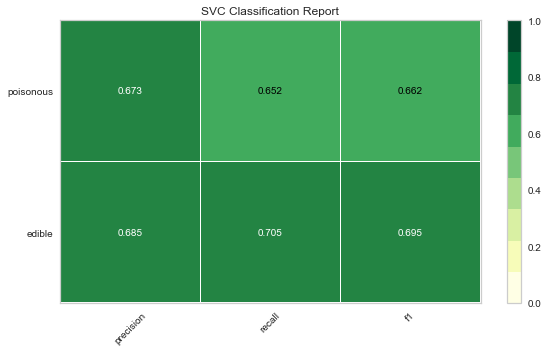 SVC Classification Report
poisonous
0.673 0.652 0.662
edible
0.685 0.705 0.695
precision recall f1
1.0
0.8
0.6
0.4
0.2
0.0